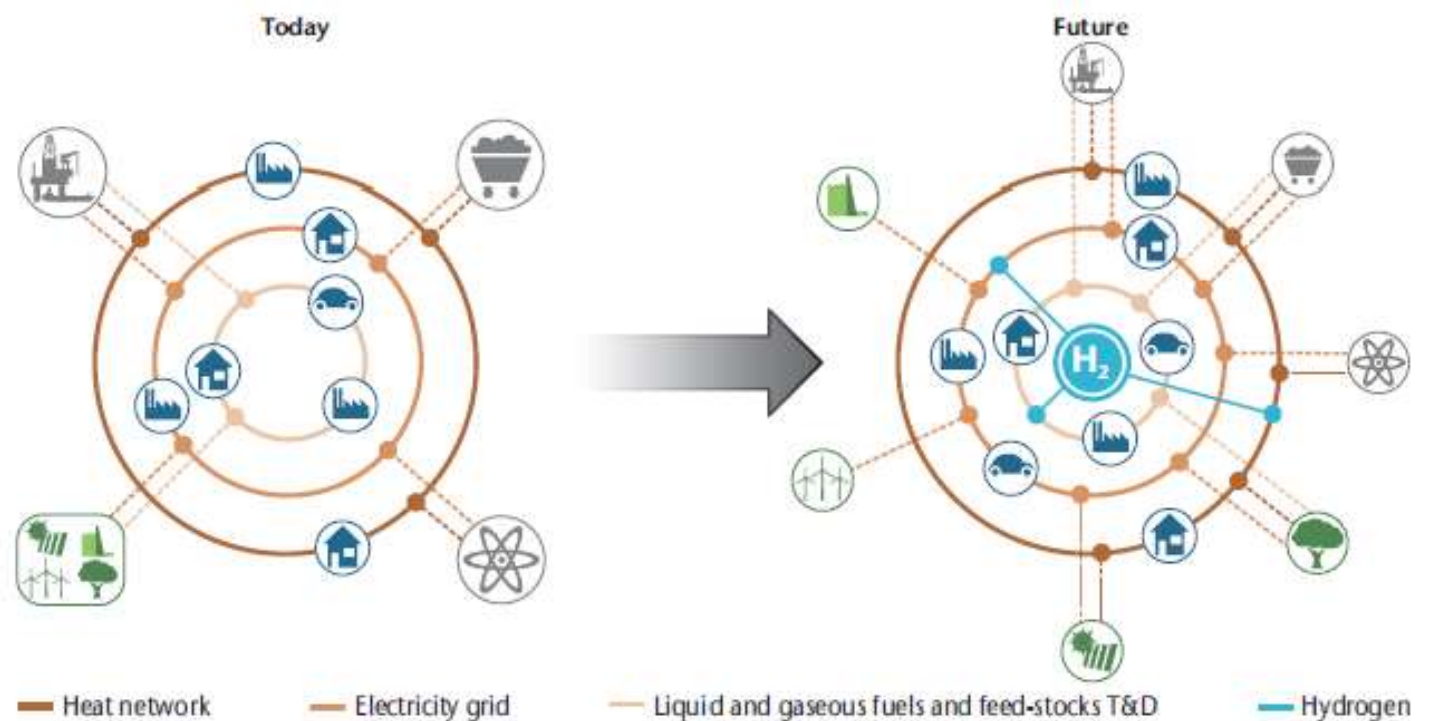 Today
Future
H₂
Heat network
Electricity grid
Liquid and gaseous fuels and feed-stocks T&D
Hydrogen